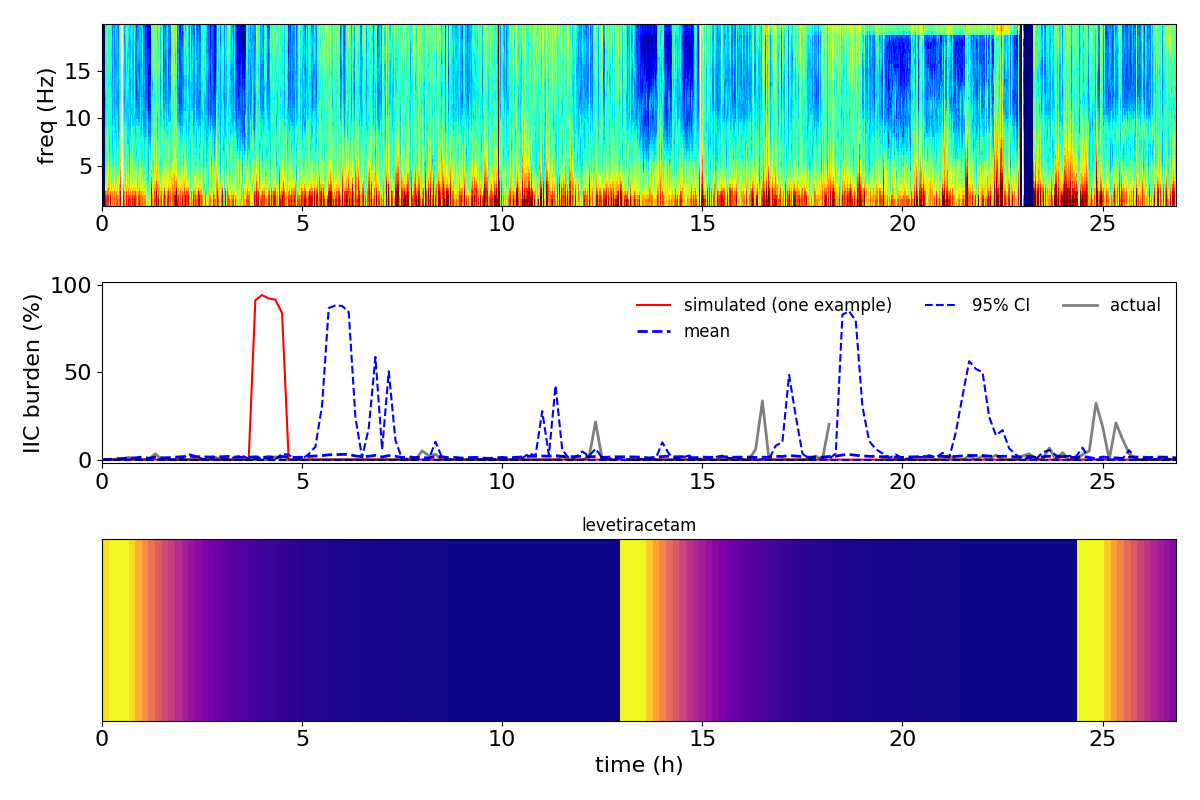 15
10
5
freq (Hz)
0 5 10 15 20 25
100
50
0
IIC burden (%)
simulated (one example) 95% CI actual
mean
0 5 10 15 20 25
levetiracetam
0 5 10 15 20 25
time (h)